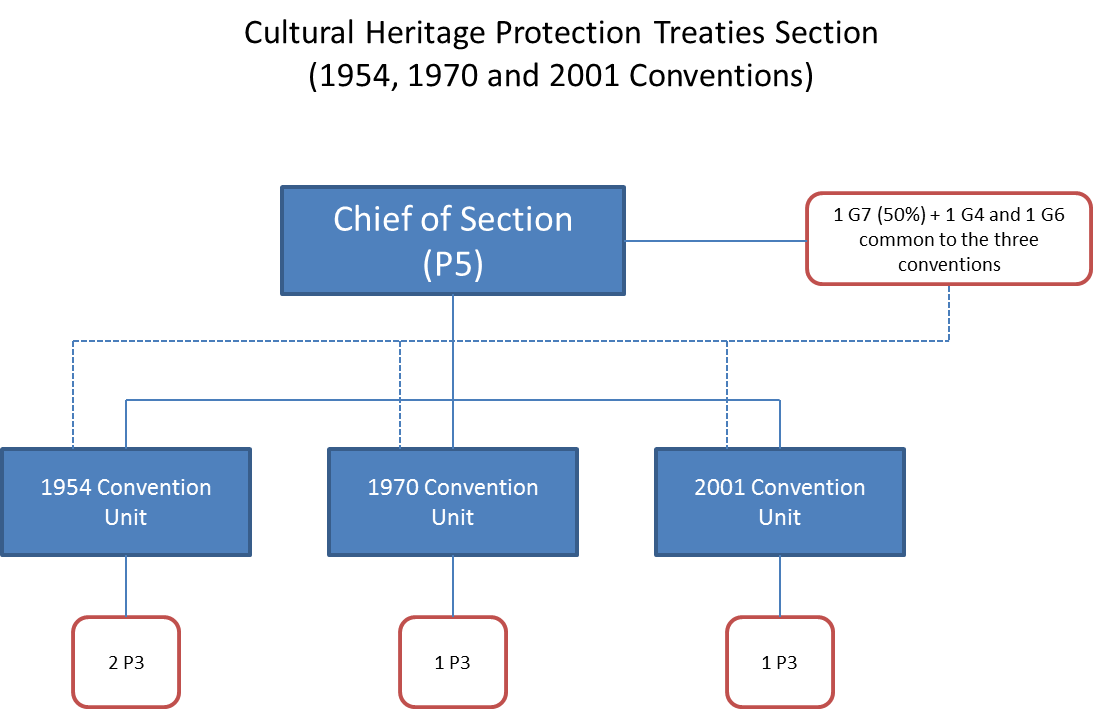 Cultural Heritage Protection Treaties Section
(1954, 1970 and 2001 Conventions)
Chief of Section
(P5)
1 G7 (50%) + 1 G4 and 1 G6
common to the three
conventions
1954 Convention
Unit
1970 Convention
Unit
2001 Convention
Unit
2 P3
1 P3
1 P3